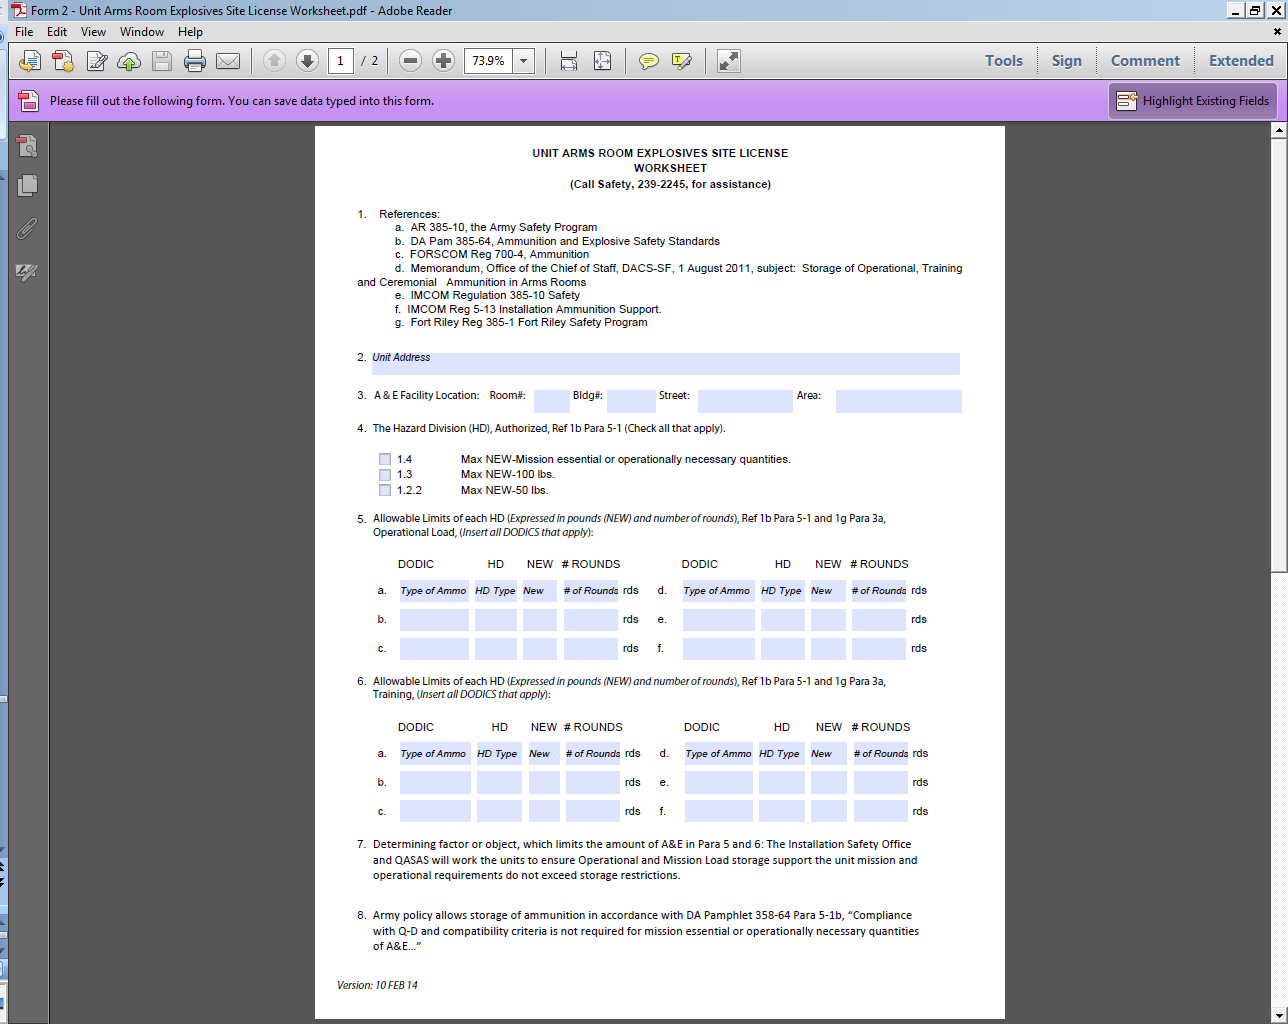 Form 2 - Unit Arms Room Explosives Site License Worksheet.pdf - Adobe Reader
File Edit View Window Help
1 / 2 73.9% Tools Sign Comment Extended
Please fill out the following form. You can save data typed into this form. Highlight Existing Fields
UNIT ARMS ROOM EXPLOSIVES SITE LICENSE
WORKSHEET
(Call Safety, 239-2245, for assistance)
1. References:
a. AR 385-10, the Army Safety Program
b. DA Pam 385-64, Ammunition and Explosive Safety Standards
c. FORSCOM Reg 700-4, Ammunition
d. Memorandum, Office of the Chief of Staff, DACS-SF, 1 August 2011, subject: Storage of Operational, Training
and Ceremonial Ammunition in Arms Rooms
e. IMCOM Regulation 385-10 Safety
f. IMCOM Reg 5-13 Installation Ammunition Support.
g. Fort Riley Reg 385-1 Fort Riley Safety Program
2. Unit Address
3. A & E Facility Location: Room#: Bldg#: Street: Area:
4. The Hazard Division (HD), Authorized, Ref 1b Para 5-1 (Check all that apply).
1.4 Max NEW-Mission essential or operationally necessary quantities.
1.3 Max NEW-100 lbs.
1.2.2 Max NEW-50 lbs.
5. Allowable Limits of each HD (Expressed in pounds (NEW) and number of rounds), Ref 1b Para 5-1 and 1g Para 3a,
Operational Load, (Insert all DODICS that apply):
DODIC HD NEW # ROUNDS DODIC HD NEW # ROUNDS
a. Type of Ammo HD Type New # of Rounds rds d. Type of Ammo HD Type New # of Rounds rds
b. rds e. rds
c. rds f. rds
6. Allowable Limits of each HD (Expressed in pounds (NEW) and number of rounds), Ref 1b Para 5-1 and 1g Para 3a,
Training, (Insert all DODICS that apply):
DODIC HD NEW # ROUNDS DODIC HD NEW # ROUNDS
a. Type of Ammo HD Type New # of Rounds rds d. Type of Ammo HD Type New # of Rounds rds
b. rds e. rds
c. rds f. rds
7. Determining factor or object, which limits the amount of A&E in Para 5 and 6: The Installation Safety Office
and QASAS will work the units to ensure Operational and Mission Load storage support the unit mission and
operational requirements do not exceed storage restrictions.
8. Army policy allows storage of ammunition in accordance with DA Pamphlet 358-64 Para 5-1b, “Compliance
with Q-D and compatibility criteria is not required for mission essential or operationally necessary quantities
of A&E...”
Version: 10 FEB 14